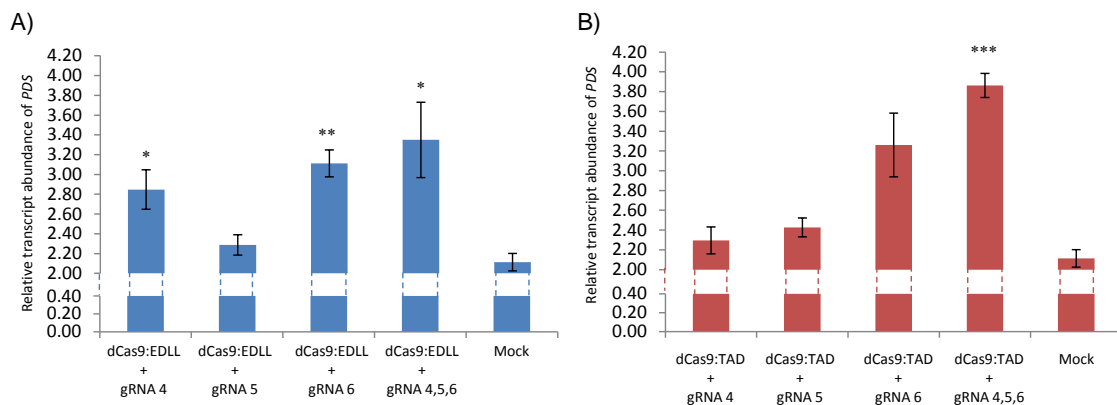 A)
Relative transcript abundance of PDS
4.20
4.00
3.80
3.60
3.40
3.20
3.00
2.80
2.60
2.40
2.20
2.00
0.40
0.20
0.00
*
**
*
dCas9:EDLL
+
gRNA 4
dCas9:EDLL
+
gRNA 5
dCas9:EDLL
+
gRNA 6
dCas9:EDLL
+
gRNA 4,5,6
Mock
B)
Relative transcript abundance of PDS
4.20
4.00
3.80
3.60
3.40
3.20
3.00
2.80
2.60
2.40
2.20
2.00
0.40
0.20
0.00
***
dCas9:TAD
+
gRNA 4
dCas9:TAD
+
gRNA 5
dCas9:TAD
+
gRNA 6
dCas9:TAD
+
gRNA 4,5,6
Mock